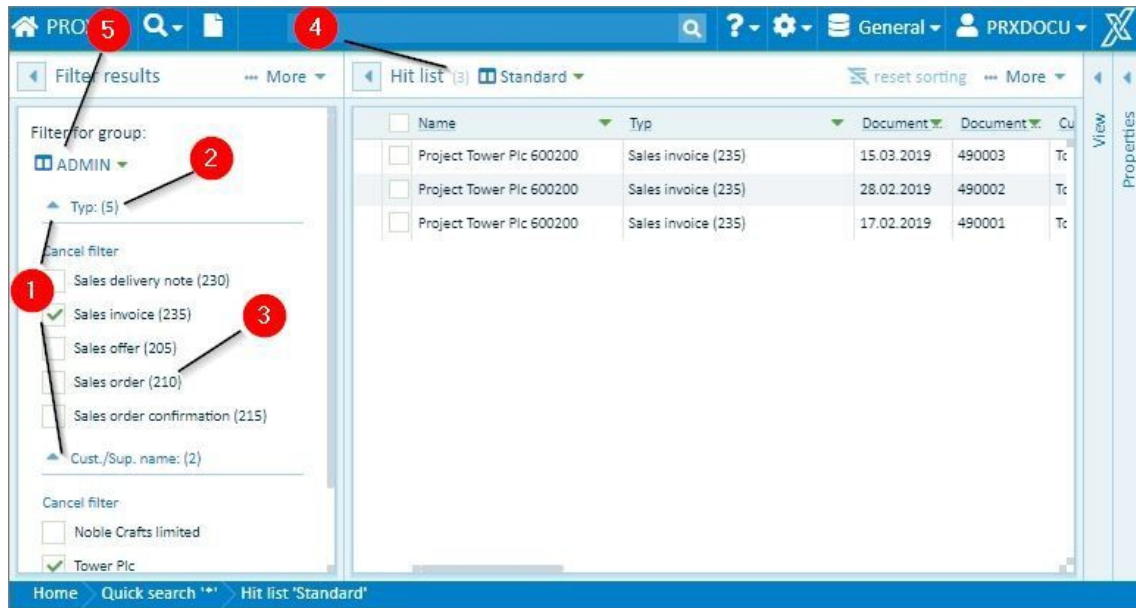 PRO
5
4
? General PRXDOCU
Filter results ... More
Hit list (3) Standard reset sorting ... More
Filter for group:
ADMIN
2
Typ: (5)
Cancel filter
Sales delivery note (230)
1
Sales invoice (235)
3
Sales offer (205)
Sales order (210)
Sales order confirmation (215)
Cust./Sup. name: (2)
Cancel filter
Noble Crafts limited
Tower Plc
Name Typ Document Document Cu
Project Tower Plc 600200 Sales invoice (235) 15.03.2019 490003
Project Tower Plc 600200 Sales invoice (235) 28.02.2019 490002
Project Tower Plc 600200 Sales invoice (235) 17.02.2019 490001
View
Properties
Home Quick search '*' Hit list 'Standard'